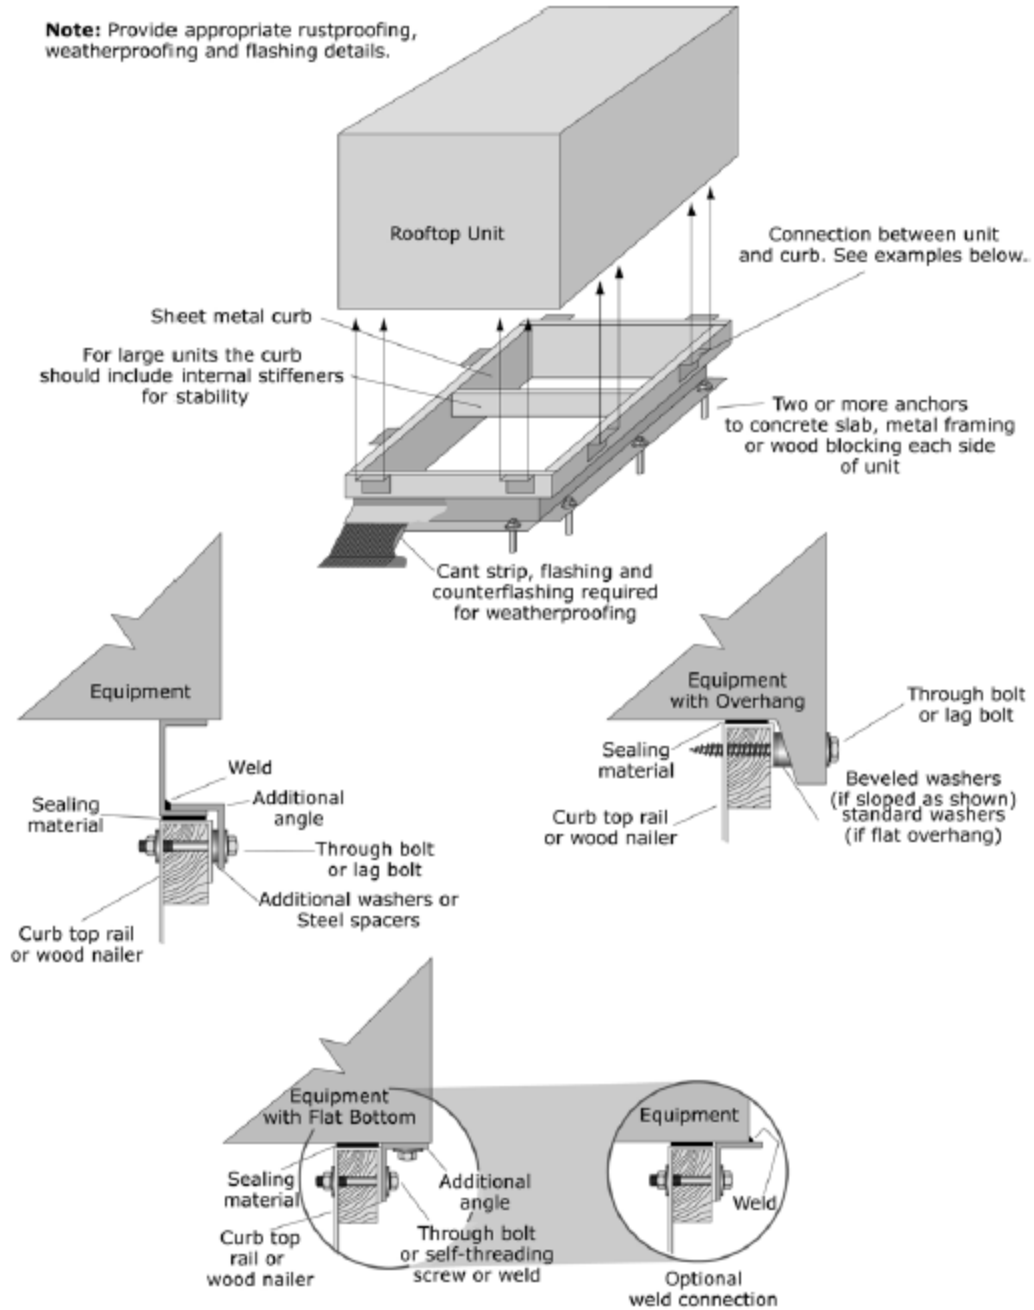 Note: Provide appropriate rustproofing,
weatherproofing and flashing details.
Rooftop Unit
Connection between unit
and curb. See examples below.
Sheet metal curb
For large units the curb
should include internal stiffeners
for stability
Two or more anchors
to concrete slab, metal framing
or wood blocking each side
of unit
Cant strip, flashing and
counterflashing required
for weatherproofing
Equipment
Weld
Sealing
material
Additional
angle
Through bolt
or lag bolt
Additional washers or
Steel spacers
Curb top rail
or wood nailer
Equipment
with Overhang
Through bolt
or lag bolt
Sealing
material
Beveled washers
(if sloped as shown)
standard washers
(if flat overhang)
Curb top rail
or wood nailer
Equipment
with Flat Bottom
Sealing
material
Additional
angle
Curb top
rail or
wood nailer
Through bolt
or self-threading
screw or weld
Equipment
Weld
Optional
weld connection